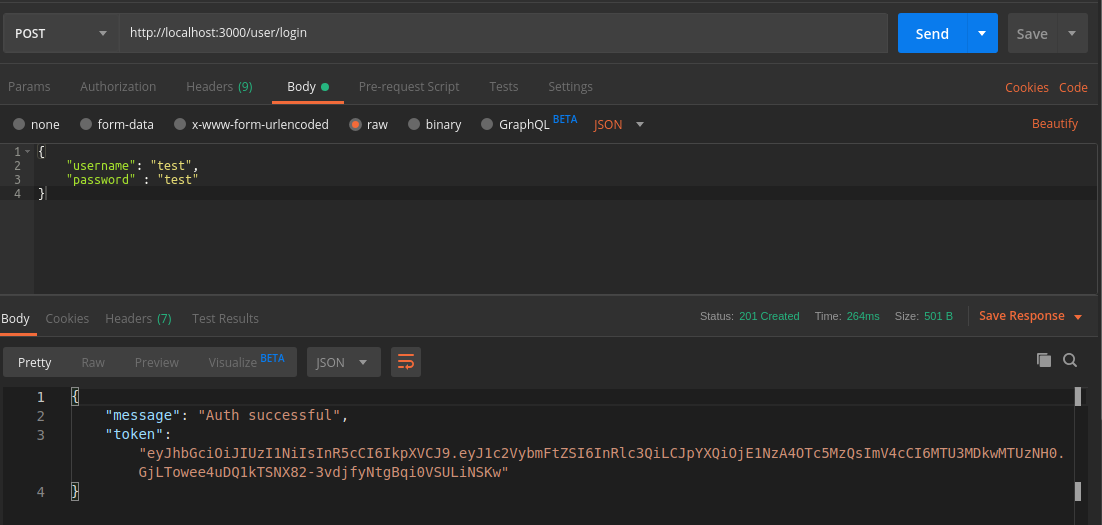 POST http://localhost:3000/user/login Send Save
Params Authorization Headers (9) Body Pre-request Script Tests Settings Cookies Code
none form-data x-www-form-urlencoded raw binary GraphQL BETA JSON Beautify
1 {
2 "username": "test",
3 "password" : "test"
4 }
Body Cookies Headers (7) Test Results Status: 201 Created Time: 264ms Size: 501 B Save Response
Pretty Raw Preview Visualize BETA JSON
1 {
2 "message": "Auth successful",
3 "token":
"eyJhbGciOiJIUzI1NiIsInR5cCI6IkpXVCJ9.eyJ1c2VybmFtZSI6InRlc3QiLCJpYXQiOjE1NzA4OTc5MzQsImV4cCI6MTU3MDkwMTUzNH0.
GjLTowee4uDQ1kTSNX82-3vdjfyNtgBqi0VSULiNSKw"
4 }